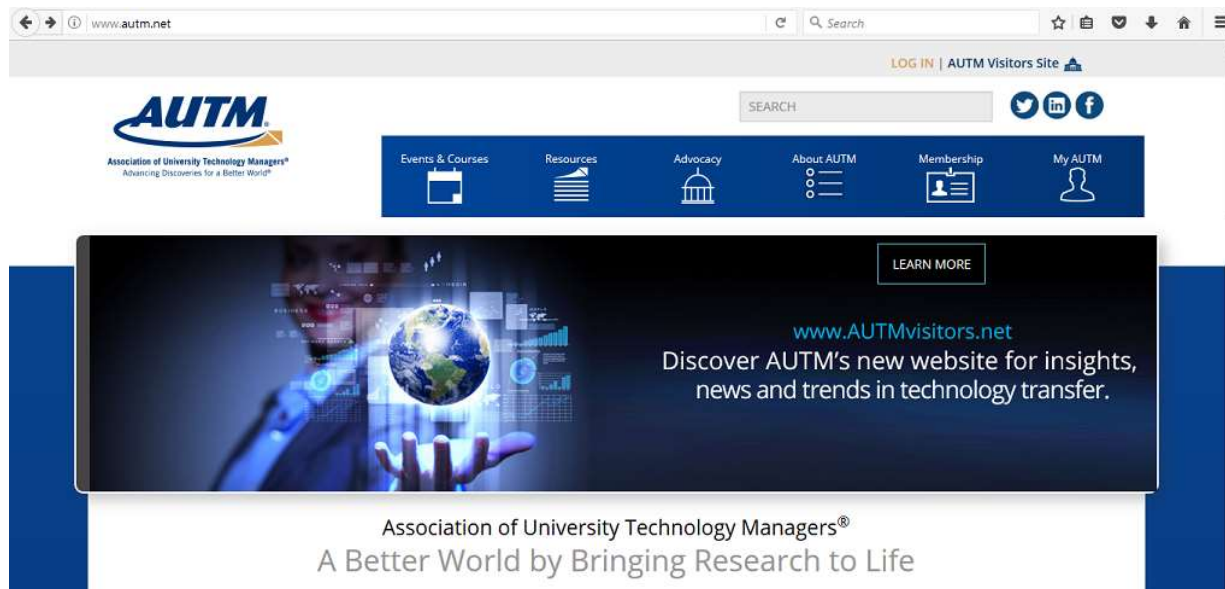 www.autm.net
Search
LOG IN | AUTM Visitors Site
AUTM®
Association of University Technology Managers®
Advancing Discoveries for a Better World®
SEARCH
Events & Courses
Resources
Advocacy
About AUTM
Membership
My AUTM
BUSINESS
LEARN MORE
www.AUTMvisitors.net
Discover AUTM's new website for insights,
news and trends in technology transfer.
Association of University Technology Managers®
A Better World by Bringing Research to Life